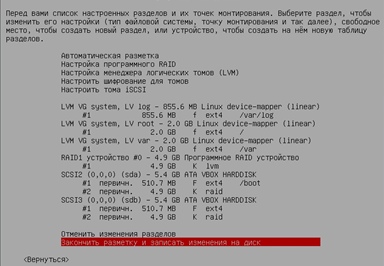 Перед вами список настроенных разделов и их точек монтирования. Выберите раздел, чтобы
изменить его настройки (тип файловой системы, точку монтирования и так далее), свободное
место, чтобы создать новый раздел, или устройство, чтобы создать на нём новую таблицу
разделов.
Автоматическая разметка
Настройка программного RAID
Настройка менеджера логических томов (LVM)
Настроить шифрование для томов
Настроить тома iSCSI
LVM VG system, LV log - 855.6 MB Linux device-mapper (linear)
#1 855.6 MB f ext4 /var/log
LVM VG system, LV root - 2.0 GB Linux device-mapper (linear)
#1 2.0 GB f ext4 /
LVM VG system, LV var - 2.0 GB Linux device-mapper (linear)
#1 2.0 GB f ext4 /var
RAID1 устройство #0 - 4.9 GB Программное RAID устройство
#1 4.9 GB K lvm
SCSI2 (0,0,0) (sda) - 5.4 GB ATA VBOX HARDDISK
#1 первичн. 510.7 MB F ext4 /boot
#2 первичн. 4.9 GB K raid
SCSI3 (0,0,0) (sdb) - 5.4 GB ATA VBOX HARDDISK
#1 первичн. 510.7 MB F ext4
#2 первичн. 4.9 GB K raid
Отменить изменения разделов
Закончить разметку и записать изменения на диск
<Вернуться>